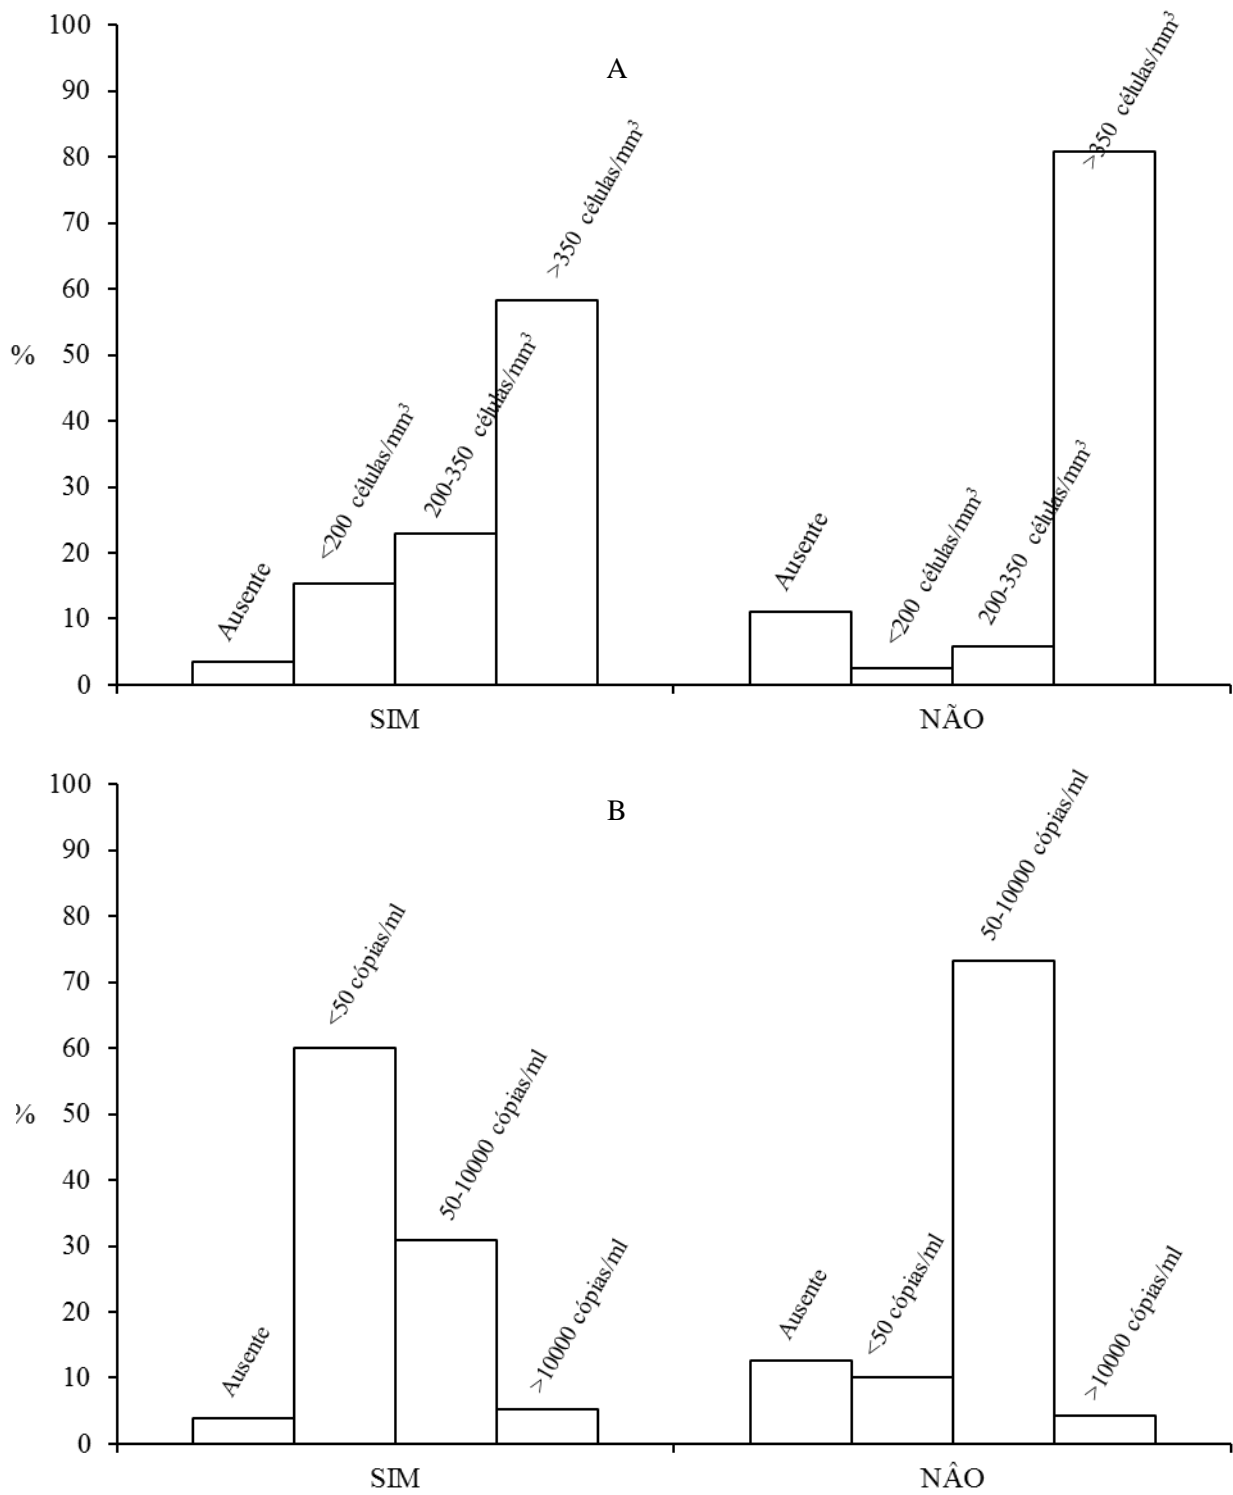 A
100
90
80
70
60
50
40
30
20
10
0
%
Ausente
<200 células/mm³
200-350 células/mm³
>350 células/mm³
Ausente
<200 células/mm³
200-350 células/mm³
>350 células/mm³
SIM
NÃO
B
100
90
80
70
60
50
40
30
20
10
0
%
Ausente
<50 cópias/ml
50-10000 cópias/ml
>10000 cópias/ml
Ausente
<50 cópias/ml
50-10000 cópias/ml
>10000 cópias/ml
SIM
NÂO